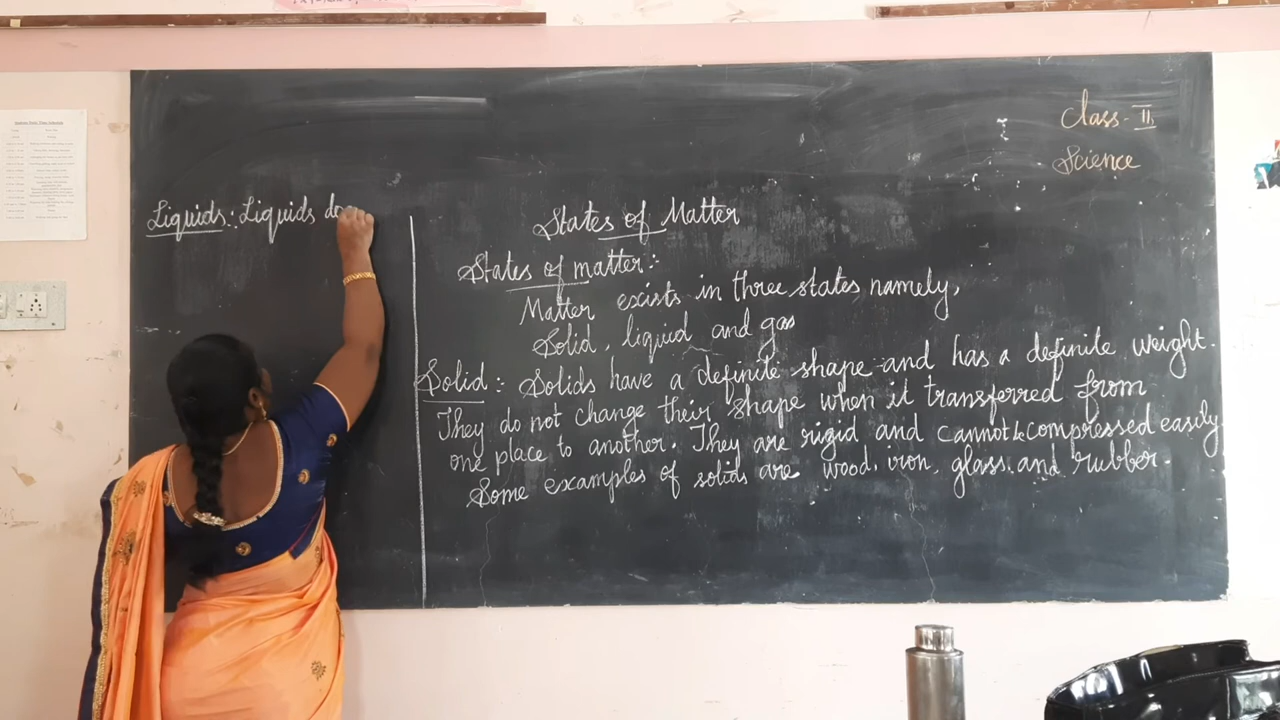 Class - II
Science
Liquids :- Liquids do
States of Matter
States of matter :-
Matter exists in three states namely,
Solid, liquid and gas
Solid :- Solids have a definite shape and has a definite weight.
They do not change their shape when it transferred from
one place to another. They are rigid and cannot be compressed easily
Some examples of solids are wood, iron, glass, and rubber.